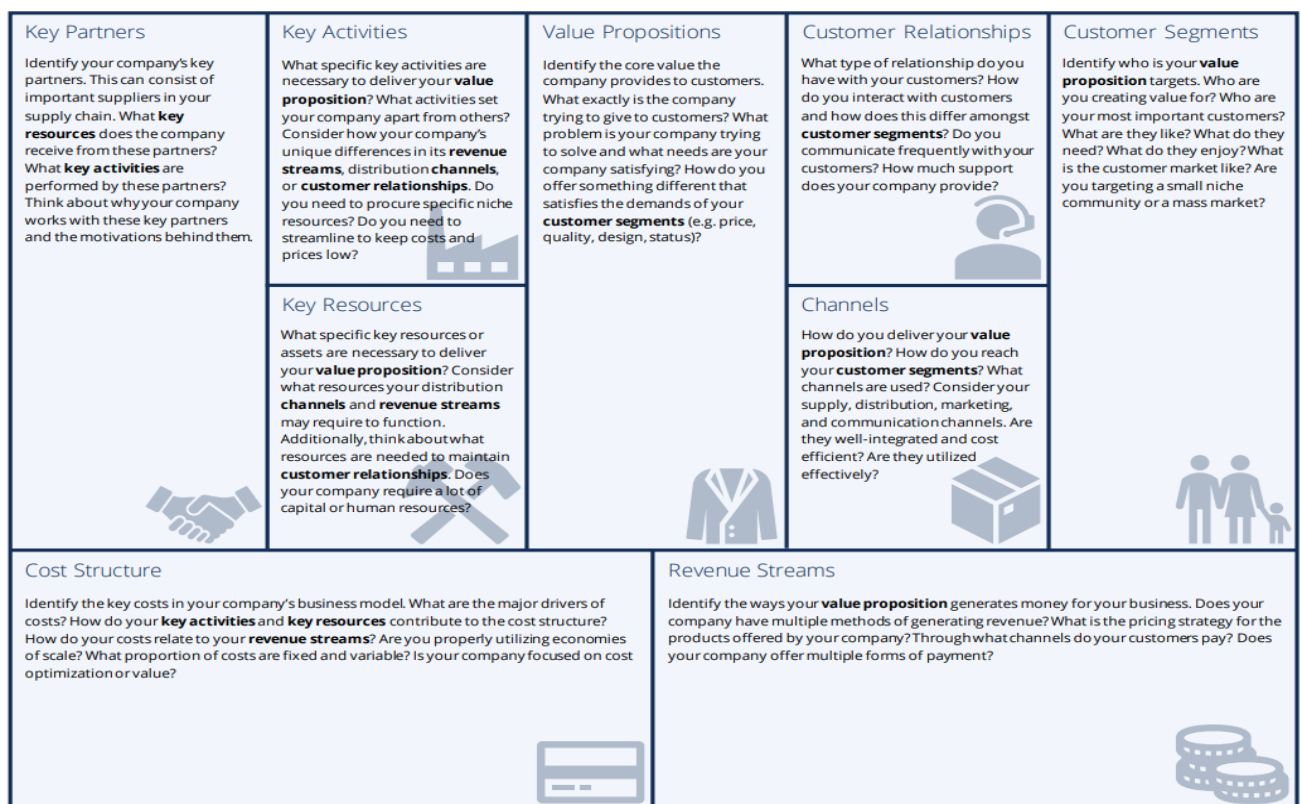 Key Partners
Identify your company's key
partners. This can consist of
important suppliers in your
supply chain. What key
resources does the company
receive from these partners?
What key activities are
performed by these partners?
Think about why your company
works with these key partners
and the motivations behind them.
Key Activities
What specific key activities are
necessary to deliver your value
proposition? What activities set
your company apart from others?
Consider how your company's
unique differences in its revenue
streams, distribution channels,
or customer relationships. Do
you need to procure specific niche
resources? Do you need to
streamline to keep costs and
prices low?
Key Resources
What specific key resources or
assets are necessary to deliver
your value proposition? Consider
what resources your distribution
channels and revenue streams
may require to function.
Additionally, think about what
resources are needed to maintain
customer relationships. Does
your company require a lot of
capital or human resources?
Value Propositions
Identify the core value the
company provides to customers.
What exactly is the company
trying to give to customers? What
problem is your company trying
to solve and what needs are your
company satisfying? How do you
offer something different that
satisfies the demands of your
customer segments (e.g. price,
quality, design, status)?
Customer Relationships
What type of relationship do you
have with your customers? How
do you interact with customers
and how does this differ amongst
customer segments? Do you
communicate frequently with your
customers? How much support
does your company provide?
Channels
How do you deliver your value
proposition? How do you reach
your customer segments? What
channels are used? Consider your
supply, distribution, marketing,
and communication channels. Are
they well-integrated and cost
efficient? Are they utilized
effectively?
Customer Segments
Identify who is your value
proposition targets. Who are
you creating value for? Who are
your most important customers?
What are they like? What do they
need? What do they enjoy? What
is the customer market like? Are
you targeting a small niche
community or a mass market?
Cost Structure
Identify the key costs in your company's business model. What are the major drivers of
costs? How do your key activities and key resources contribute to the cost structure?
How do your costs relate to your revenue streams? Are you properly utilizing economies
of scale? What proportion of costs are fixed and variable? Is your company focused on cost
optimization or value?
Revenue Streams
Identify the ways your value proposition generates money for your business. Does your
company have multiple methods of generating revenue? What is the pricing strategy for the
products offered by your company? Through what channels do your customers pay? Does
your company offer multiple forms of payment?